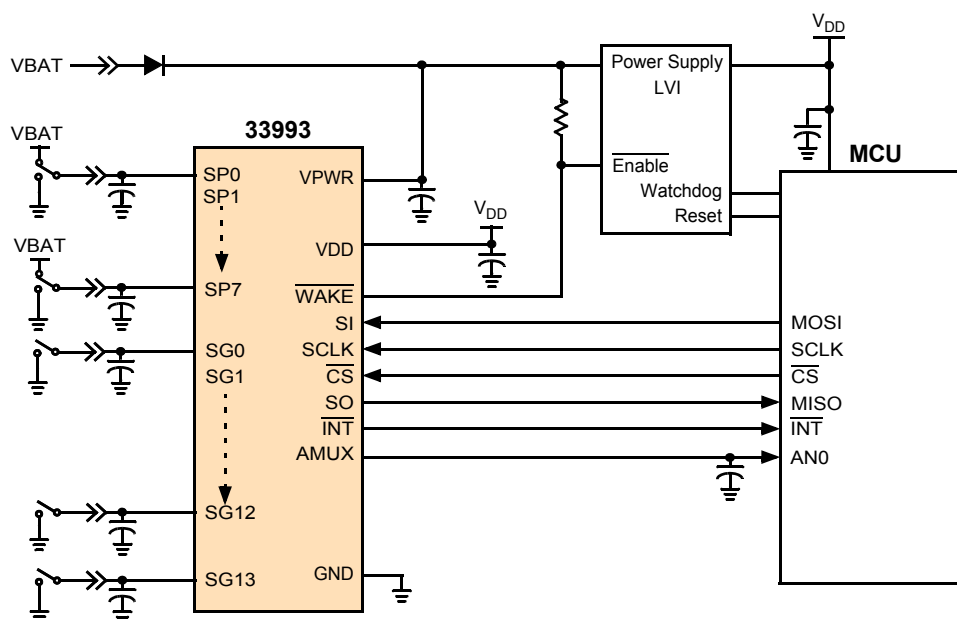 VDD
VBAT
Power Supply
LVI
33993
VBAT
MCU
SP0
SP1
VPWR
Enable
Watchdog
Reset
VDD
VDD
VBAT
SP7
WAKE
SI
MOSI
SG0
SCLK
SCLK
SG1
CS
CS
SO
MISO
INT
INT
AMUX
AN0
SG12
SG13
GND